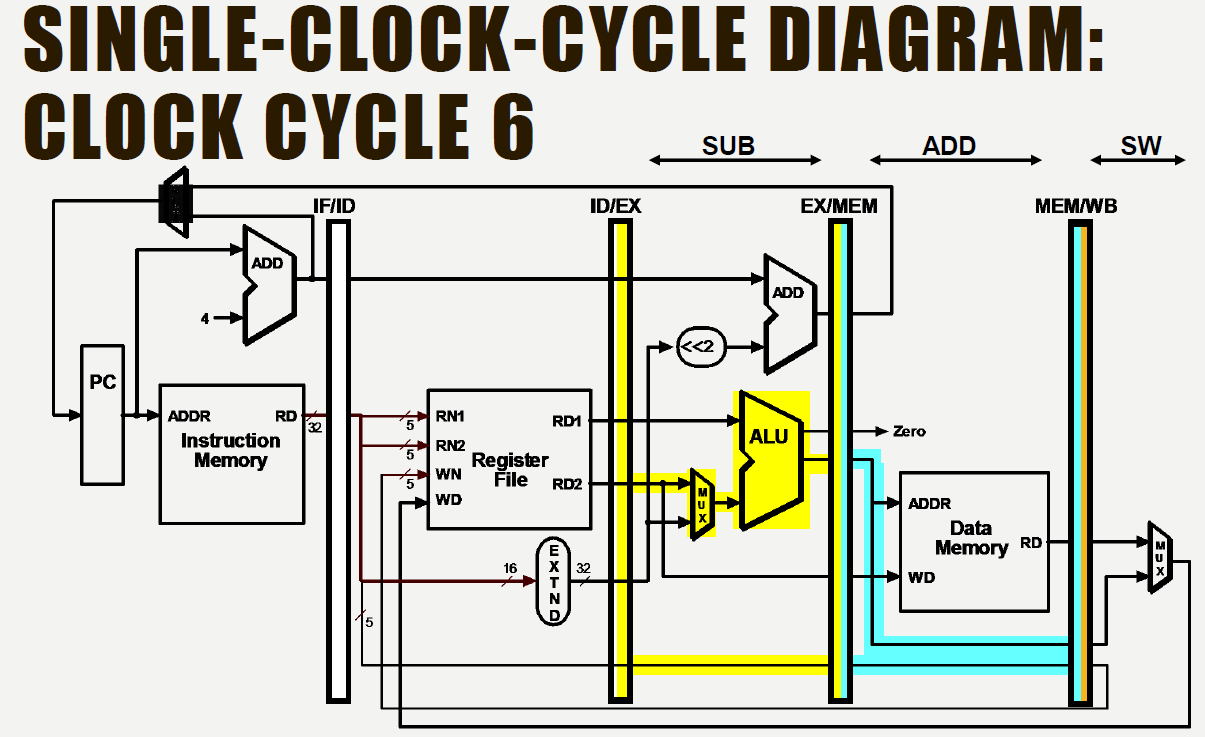 SINGLE-CLOCK-CYCLE DIAGRAM:
CLOCK CYCLE 6
SUB
ADD
SW
IF/ID
ID/EX
EX/MEM
MEM/WB
ADD
4
ADD
<<2
PC
ADDR
RD
32
Instruction
Memory
5
RN1
5
RN2
5
WN
WD
Register
File
RD1
RD2
ALU
Zero
MUX
ADDR
Data
Memory
RD
WD
MUX
16
EXTND
32
5